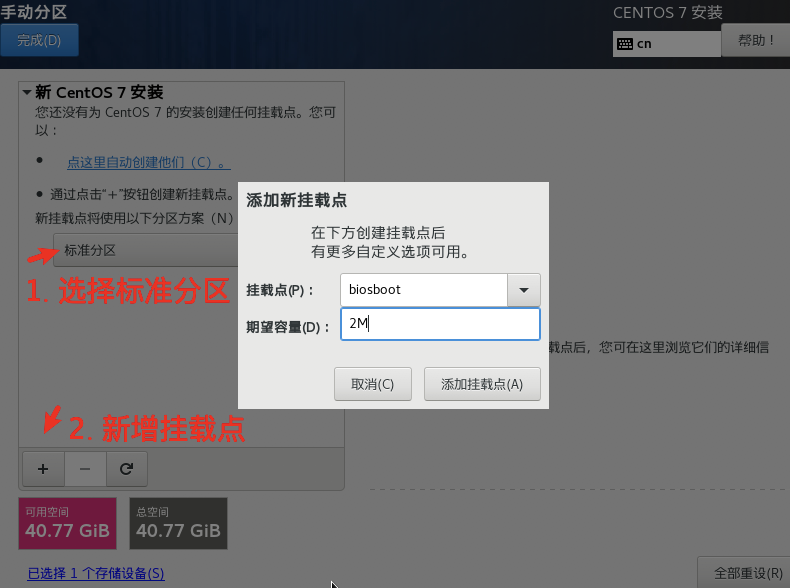 手动分区
CENTOS 7 安装
完成(D)
cn
帮助！
新 CentOS 7 安装
您还没有为 CentOS 7 的安装创建任何挂载点。您可
以：
点这里自动创建他们（C）。
通过点击“+”按钮创建新挂载点。
新挂载点将使用以下分区方案（N）
标准分区
1. 选择标准分区
添加新挂载点
在下方创建挂载点后
有更多自定义选项可用。
挂载点(P)：
biosboot
期望容量(D)：
2M
取消(C)
添加挂载点(A)
载点后，您可在这里浏览它们的详细信
2. 新增挂载点
+
−
可用空间
40.77 GiB
总空间
40.77 GiB
已选择 1 个存储设备(S)
全部重设(R)